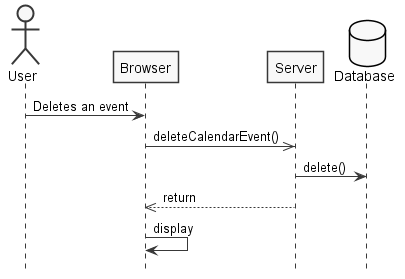 User
Browser
Server
Database
Deletes an event
deleteCalendarEvent()
delete()
return
display